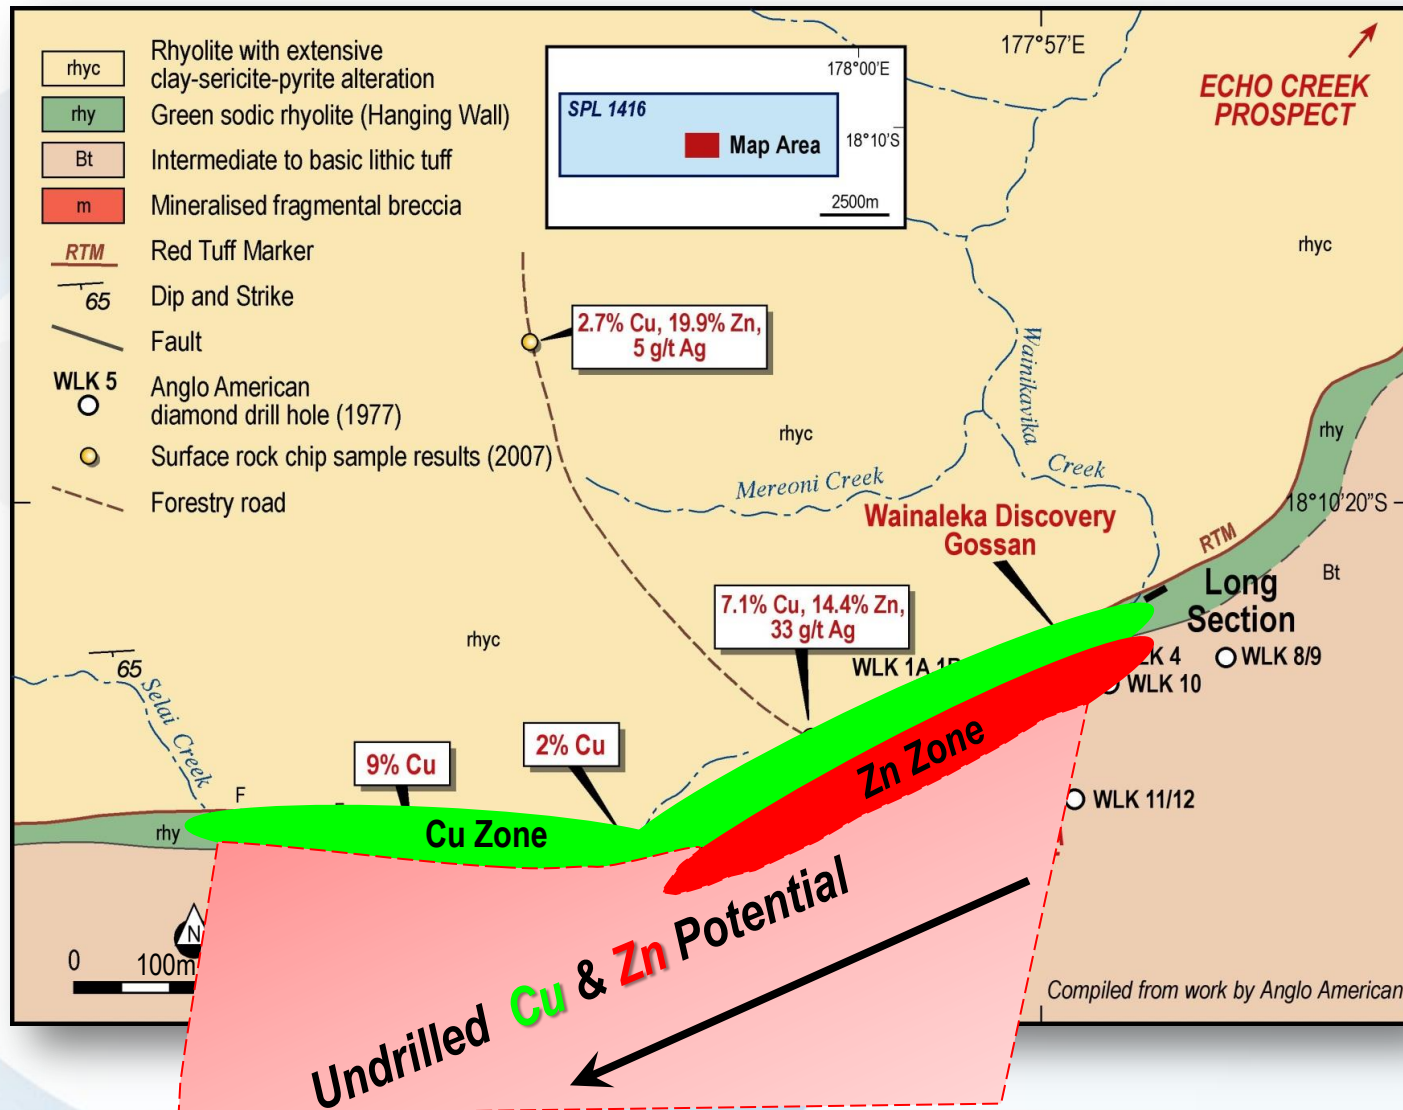 rhyc
Rhyolite with extensive
clay-sericite-pyrite alteration
rhy
Green sodic rhyolite (Hanging Wall)
Bt
Intermediate to basic lithic tuff
m
Mineralised fragmental breccia
RTM
Red Tuff Marker
65
Dip and Strike
Fault
WLK 5
Anglo American
diamond drill hole (1977)
Surface rock chip sample results (2007)
Forestry road
178°00'E
SPL 1416
Map Area
18°10'S
2500m
177°57'E
ECHO CREEK
PROSPECT
rhyc
2.7% Cu, 19.9% Zn,
5 g/t Ag
Wainikavika
Creek
rhyc
rhy
Mereoni Creek
18°10'20"S
Wainaleka Discovery
Gossan
RTM
Bt
Long
Section
7.1% Cu, 14.4% Zn,
33 g/t Ag
rhyc
WLK 1A
K 4
WLK 8/9
WLK 10
65
Selai Creek
9% Cu
2% Cu
Zn Zone
F
WLK 11/12
rhy
Cu Zone
N
0
100m
Undrilled Cu & Zn Potential
Compiled from work by Anglo American